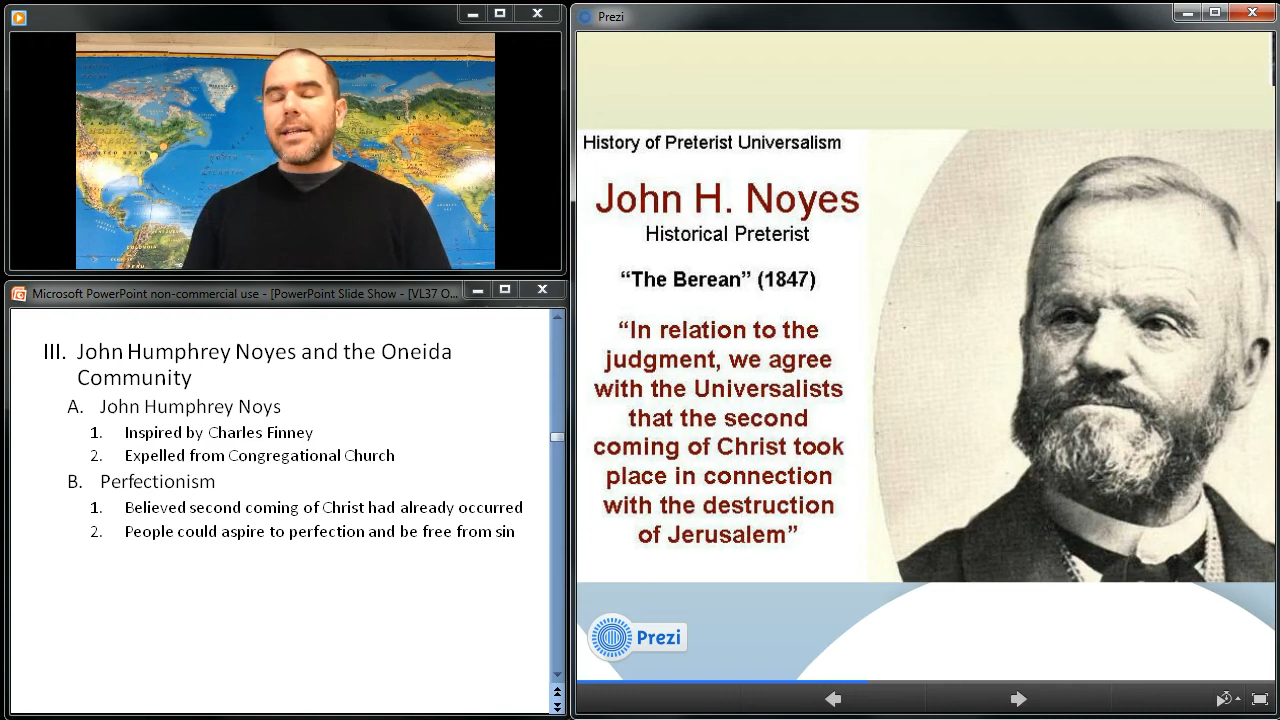 Microsoft PowerPoint non-commercial use - [PowerPoint Slide Show - [VL37 O...
III. John Humphrey Noyes and the Oneida
Community
A. John Humphrey Noys
1. Inspired by Charles Finney
2. Expelled from Congregational Church
B. Perfectionism
1. Believed second coming of Christ had already occurred
2. People could aspire to perfection and be free from sin
Prezi
History of Preterist Universalism
John H. Noyes
Historical Preterist
“The Berean” (1847)
“In relation to the
judgment, we agree
with the Universalists
that the second
coming of Christ took
place in connection
with the destruction
of Jerusalem”
Prezi